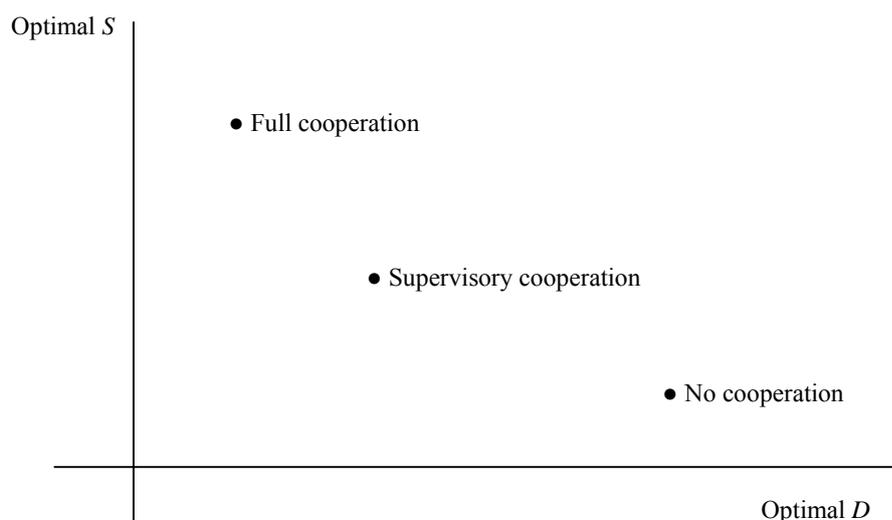 Optimal S
Full cooperation
Supervisory cooperation
No cooperation
Optimal D